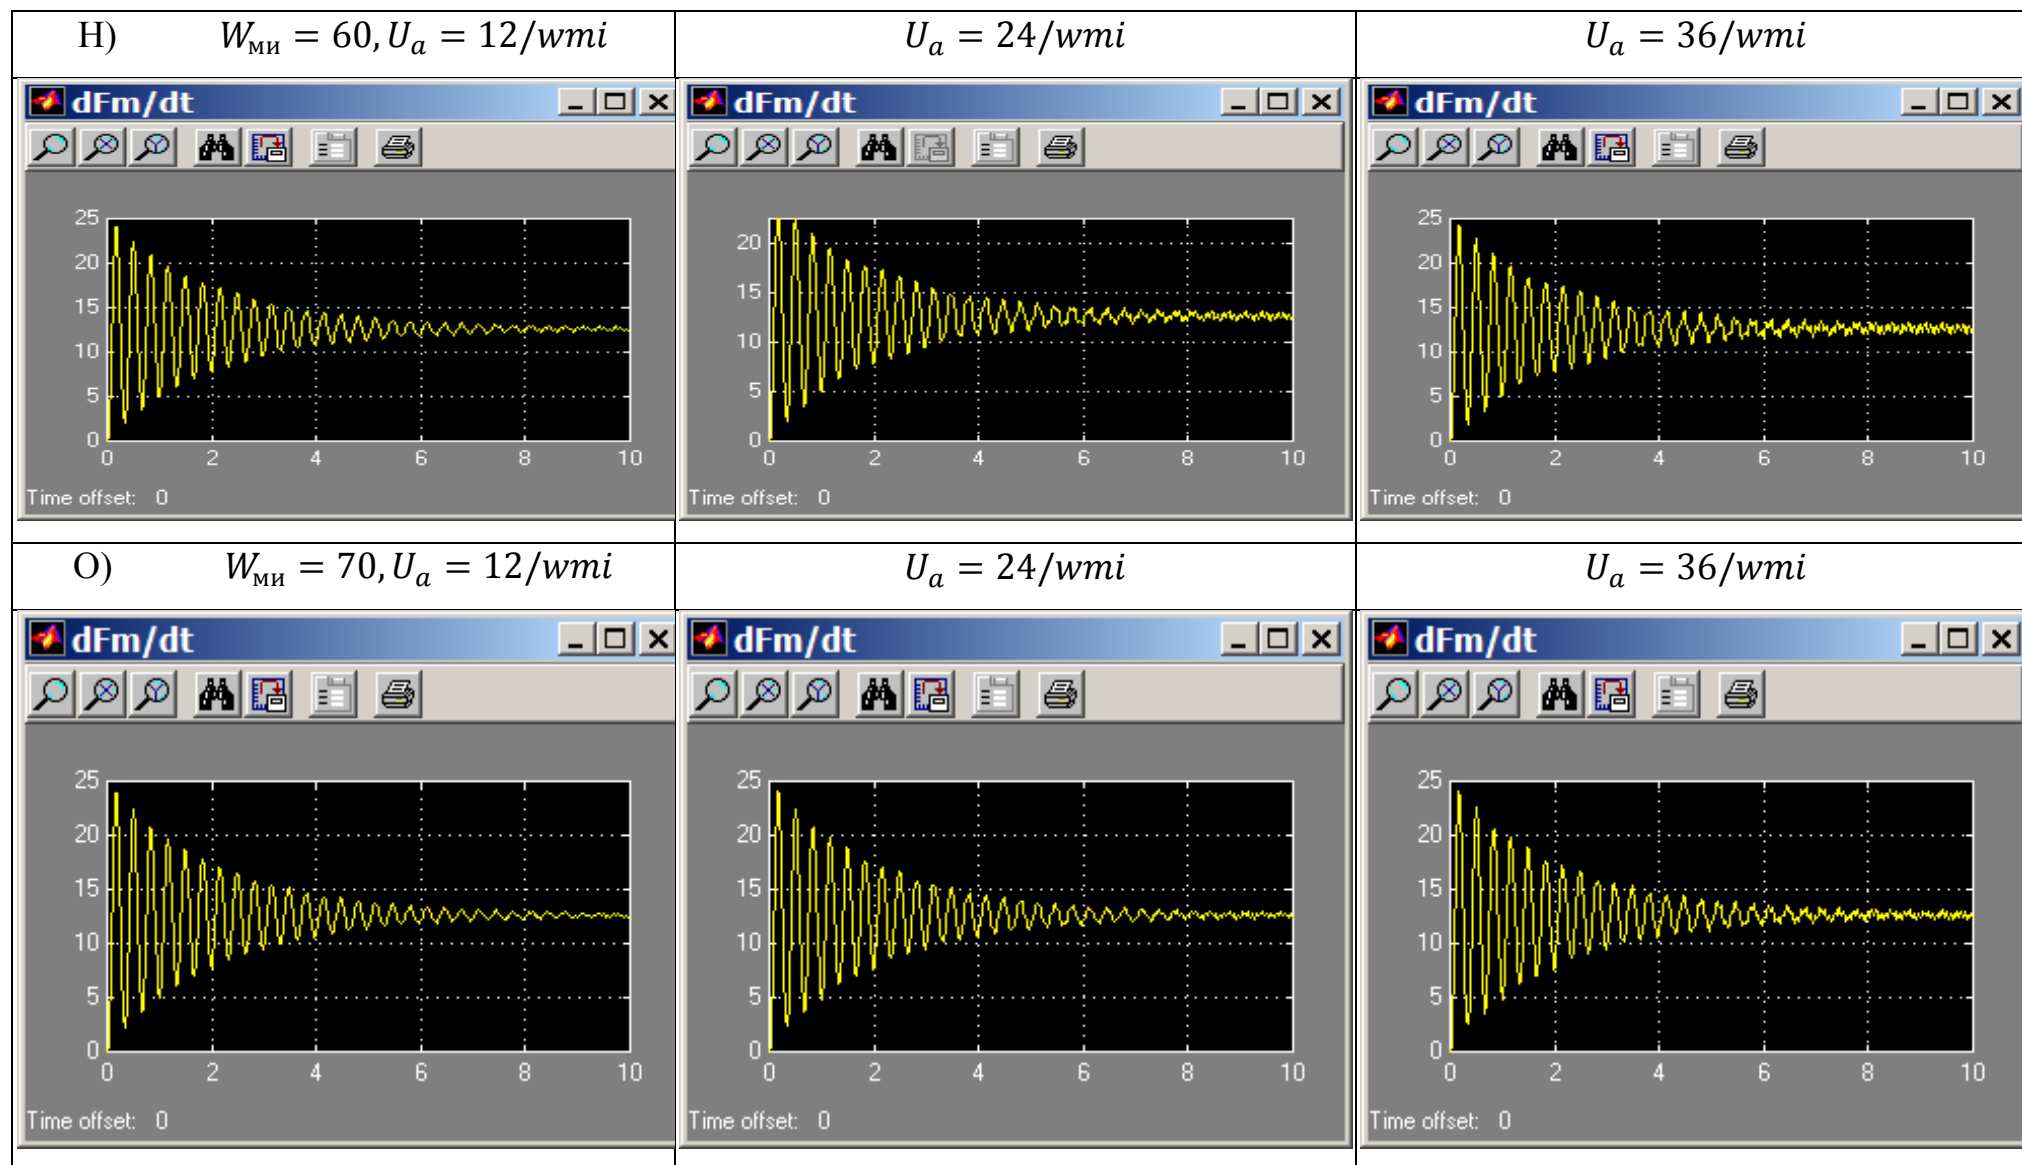 Н) W_ми = 60, U_a = 12/wmi
U_a = 24/wmi
U_a = 36/wmi
dFm/dt
25
20
15
10
5
0
0 2 4 6 8 10
Time offset: 0
dFm/dt
20
15
10
5
0
0 2 4 6 8 10
Time offset: 0
dFm/dt
25
20
15
10
5
0
0 2 4 6 8 10
Time offset: 0
О) W_ми = 70, U_a = 12/wmi
U_a = 24/wmi
U_a = 36/wmi
dFm/dt
25
20
15
10
5
0
0 2 4 6 8 10
Time offset: 0
dFm/dt
25
20
15
10
5
0
0 2 4 6 8 10
Time offset: 0
dFm/dt
25
20
15
10
5
0
0 2 4 6 8 10
Time offset: 0